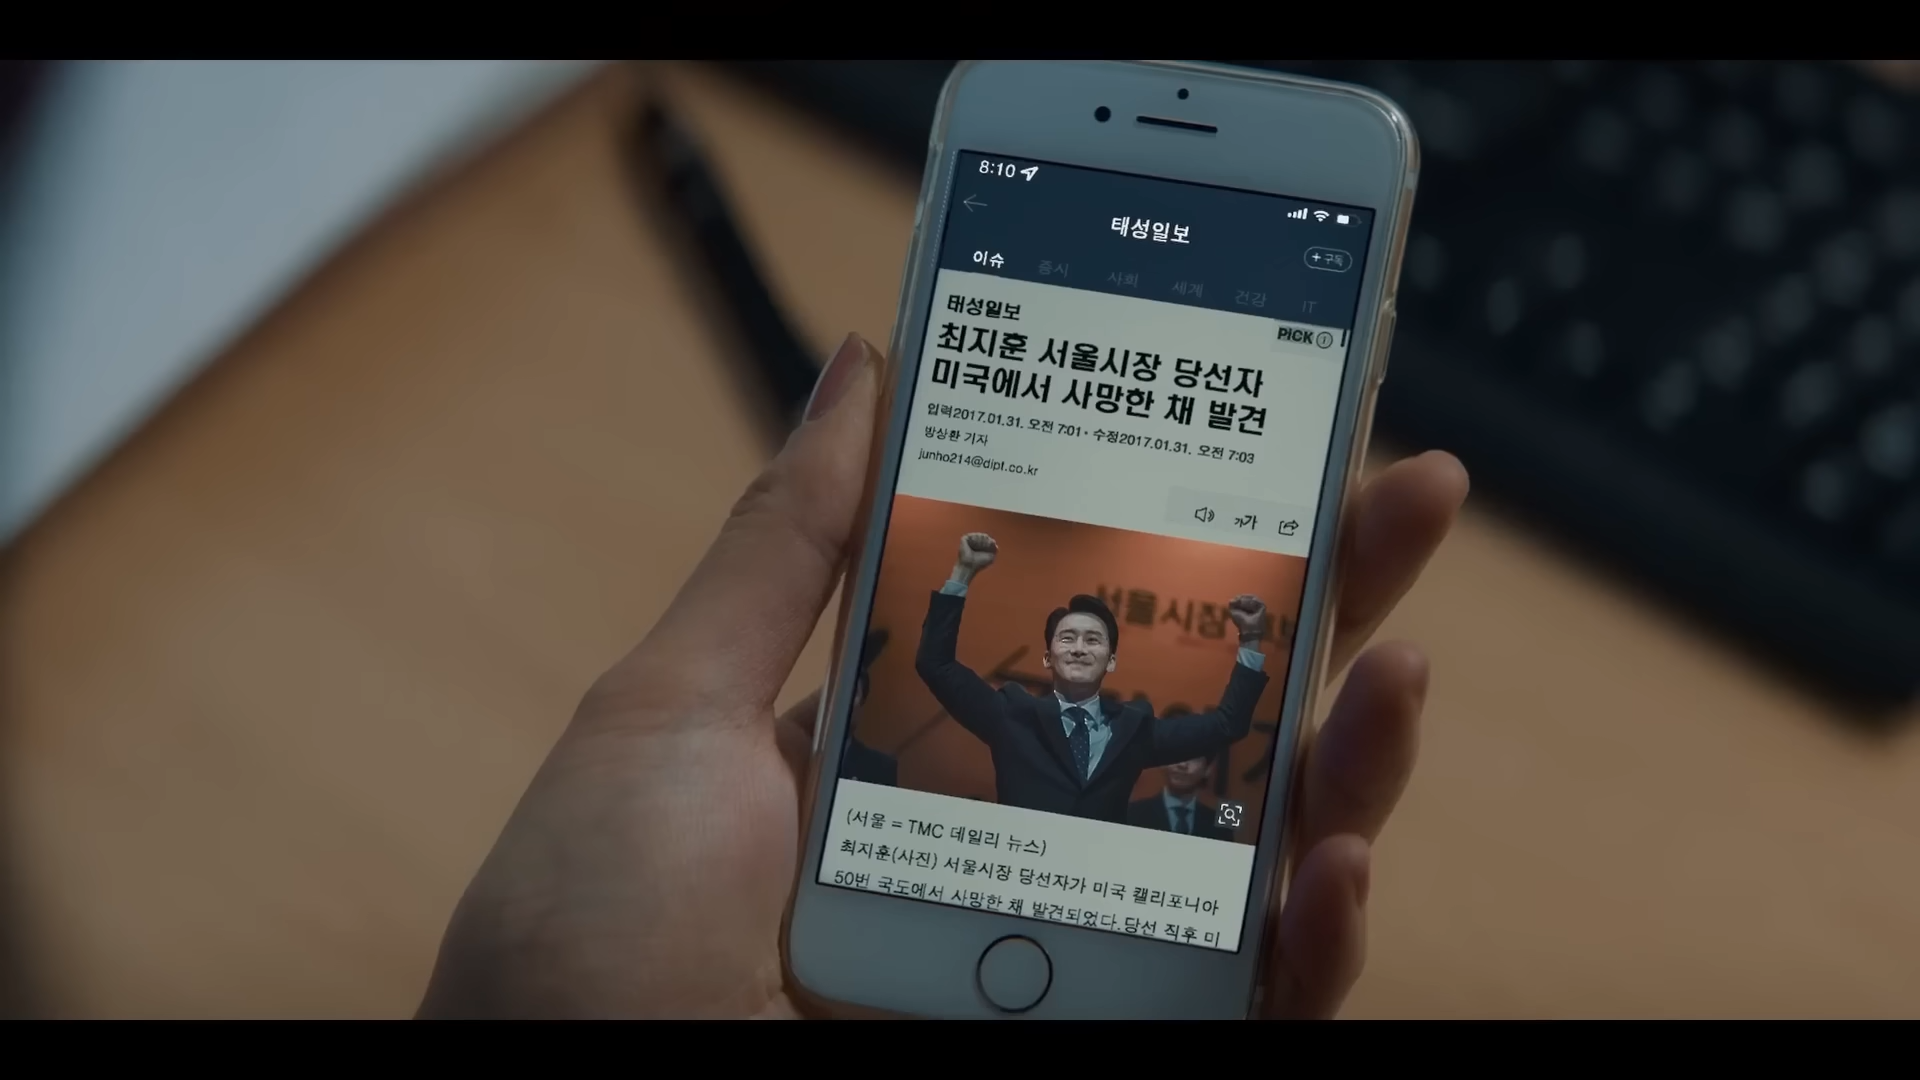 8:10
태성일보
+ 구독
이슈 증시 사회 세계 건강 IT
태성일보
PICK
최지훈 서울시장 당선자
미국에서 사망한 채 발견
입력2017.01.31. 오전 7:01 · 수정2017.01.31. 오전 7:03
방상환 기자
junho214@dipt.co.kr
가가
서울시장
(서울 = TMC 데일리 뉴스)
최지훈(사진) 서울시장 당선자가 미국 캘리포니아
50번 국도에서 사망한 채 발견되었다.당선 직후 미